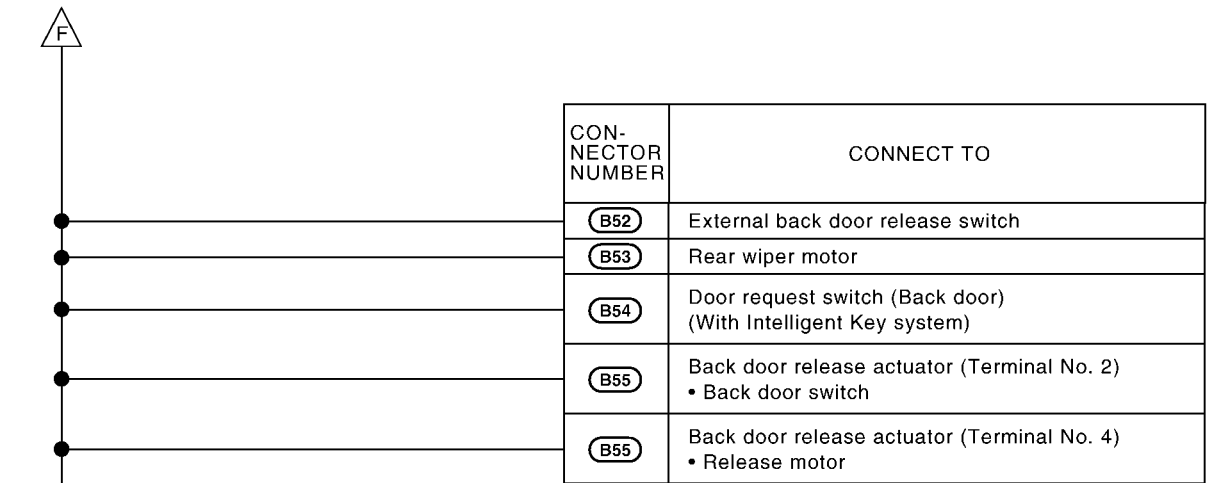 F
CON-
NECTOR
NUMBER
CONNECT TO
B52
External back door release switch
B53
Rear wiper motor
B54
Door request switch (Back door)
(With Intelligent Key system)
B55
Back door release actuator (Terminal No. 2)
• Back door switch
B55
Back door release actuator (Terminal No. 4)
• Release motor